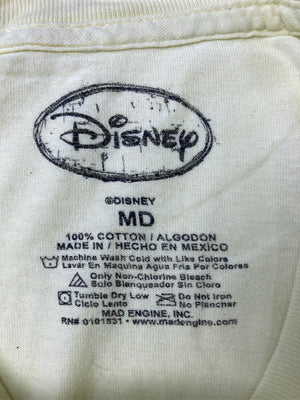 Disney
©DISNEY
MD
100% COTTON / ALGODON
MADE IN / HECHO EN MEXICO
Machine Wash Cold with Like Colors
Lavar En Maquina Agua Fria Por Colores
Any Non-Chlorine Bleach
Solo Blanqueador Sin Cloro
Tumble Dry Low Do Not Iron
Ciclo Lento No Planchar
MAD ENGINE, INC.
RN# 0101831 - www.madengine.com